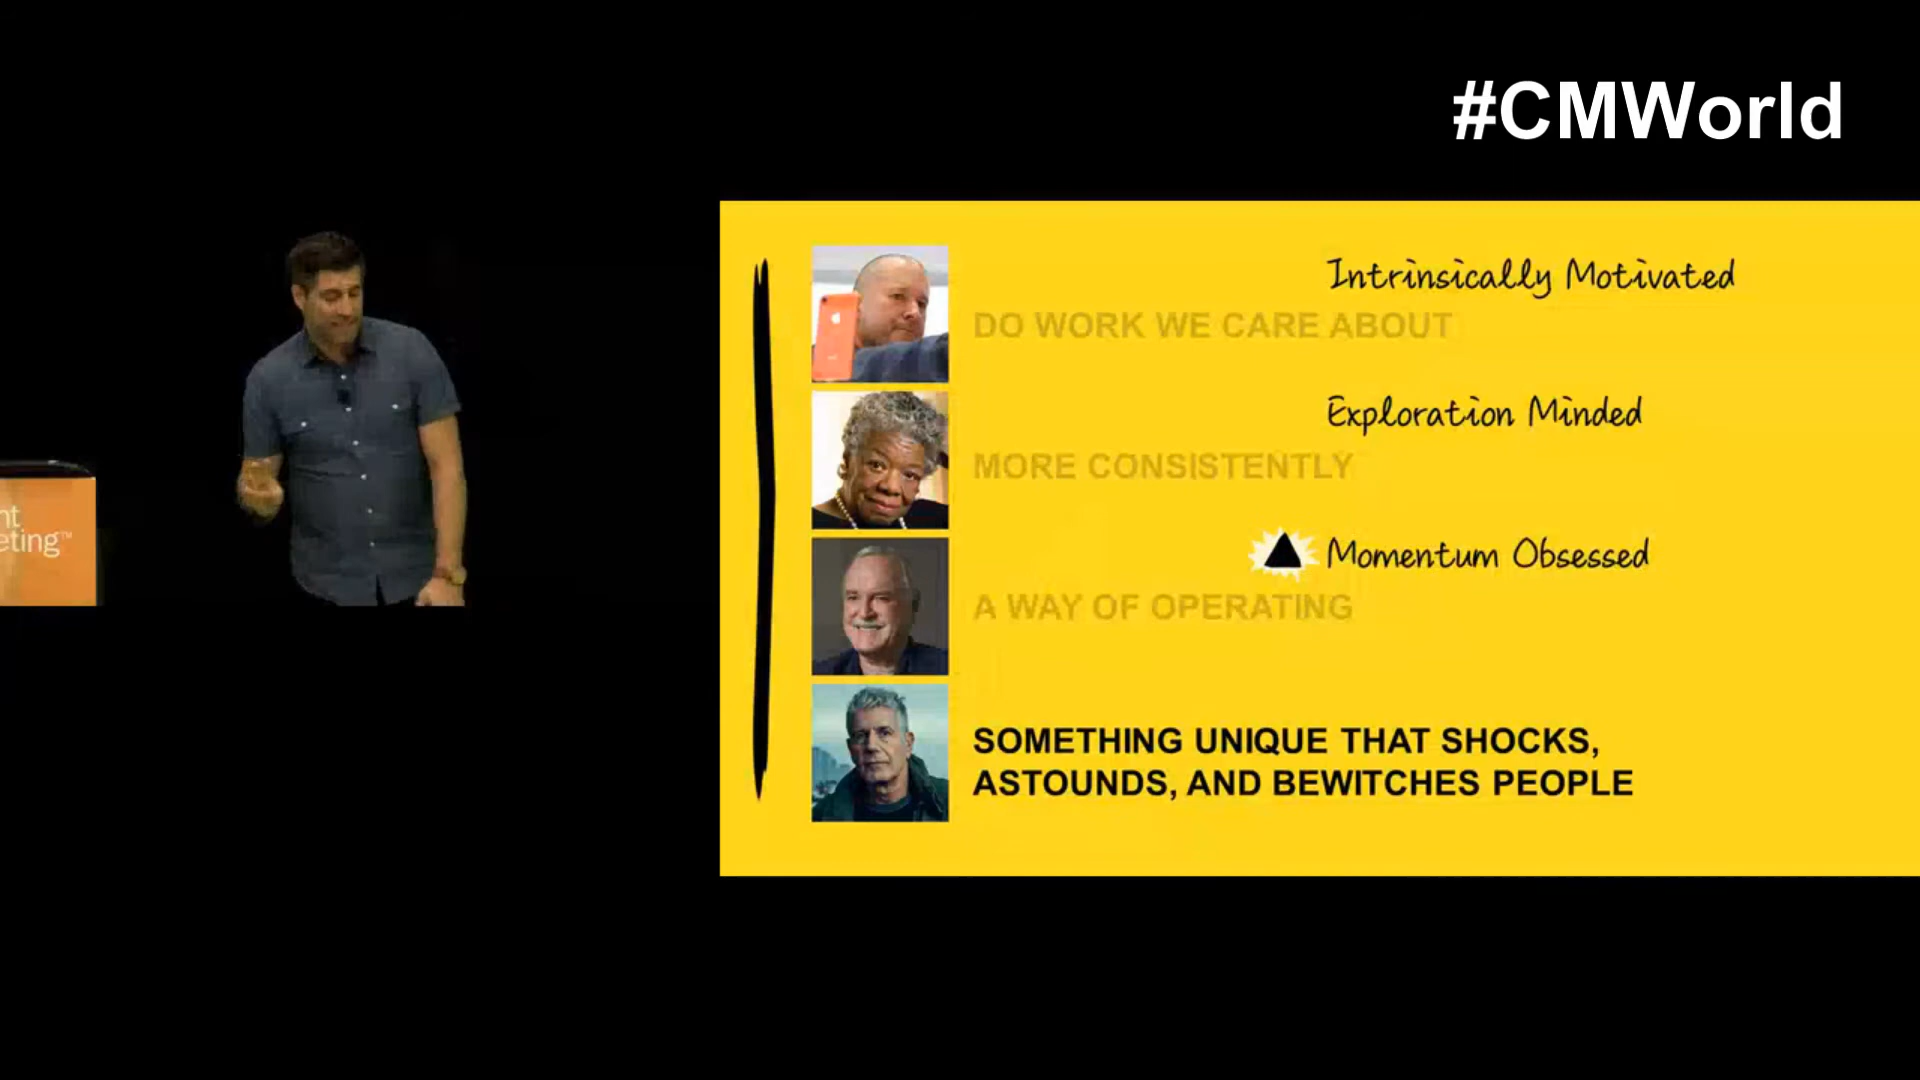 #CMWorld
Intrinsically Motivated
DO WORK WE CARE ABOUT
Exploration Minded
MORE CONSISTENTLY
Momentum Obsessed
A WAY OF OPERATING
SOMETHING UNIQUE THAT SHOCKS,
ASTOUNDS, AND BEWITCHES PEOPLE
nt
eting™